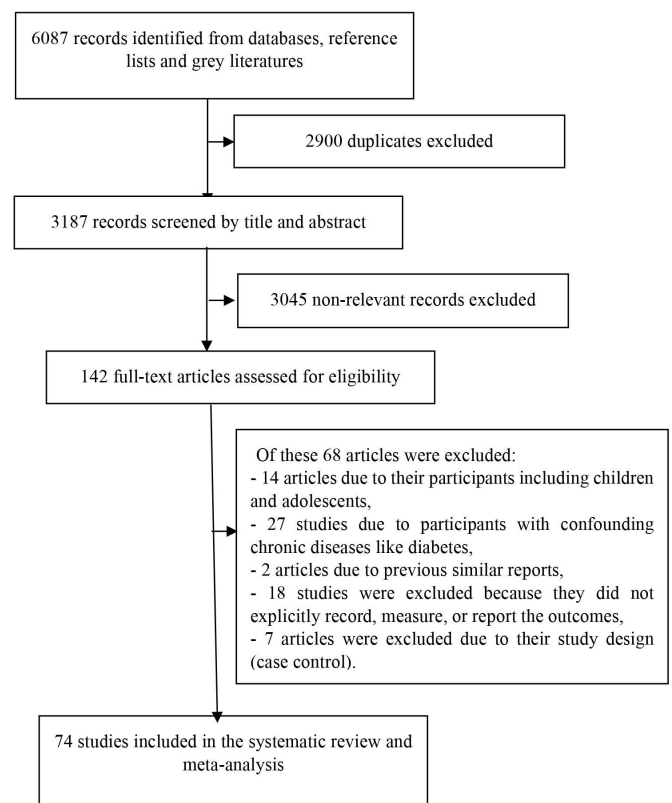 6087 records identified from databases, reference
lists and grey literatures
2900 duplicates excluded
3187 records screened by title and abstract
3045 non-relevant records excluded
142 full-text articles assessed for eligibility
Of these 68 articles were excluded:
- 14 articles due to their participants including children
and adolescents,
- 27 studies due to participants with confounding
chronic diseases like diabetes,
- 2 articles due to previous similar reports,
- 18 studies were excluded because they did not
explicitly record, measure, or report the outcomes,
- 7 articles were excluded due to their study design
(case control).
74 studies included in the systematic review and
meta-analysis